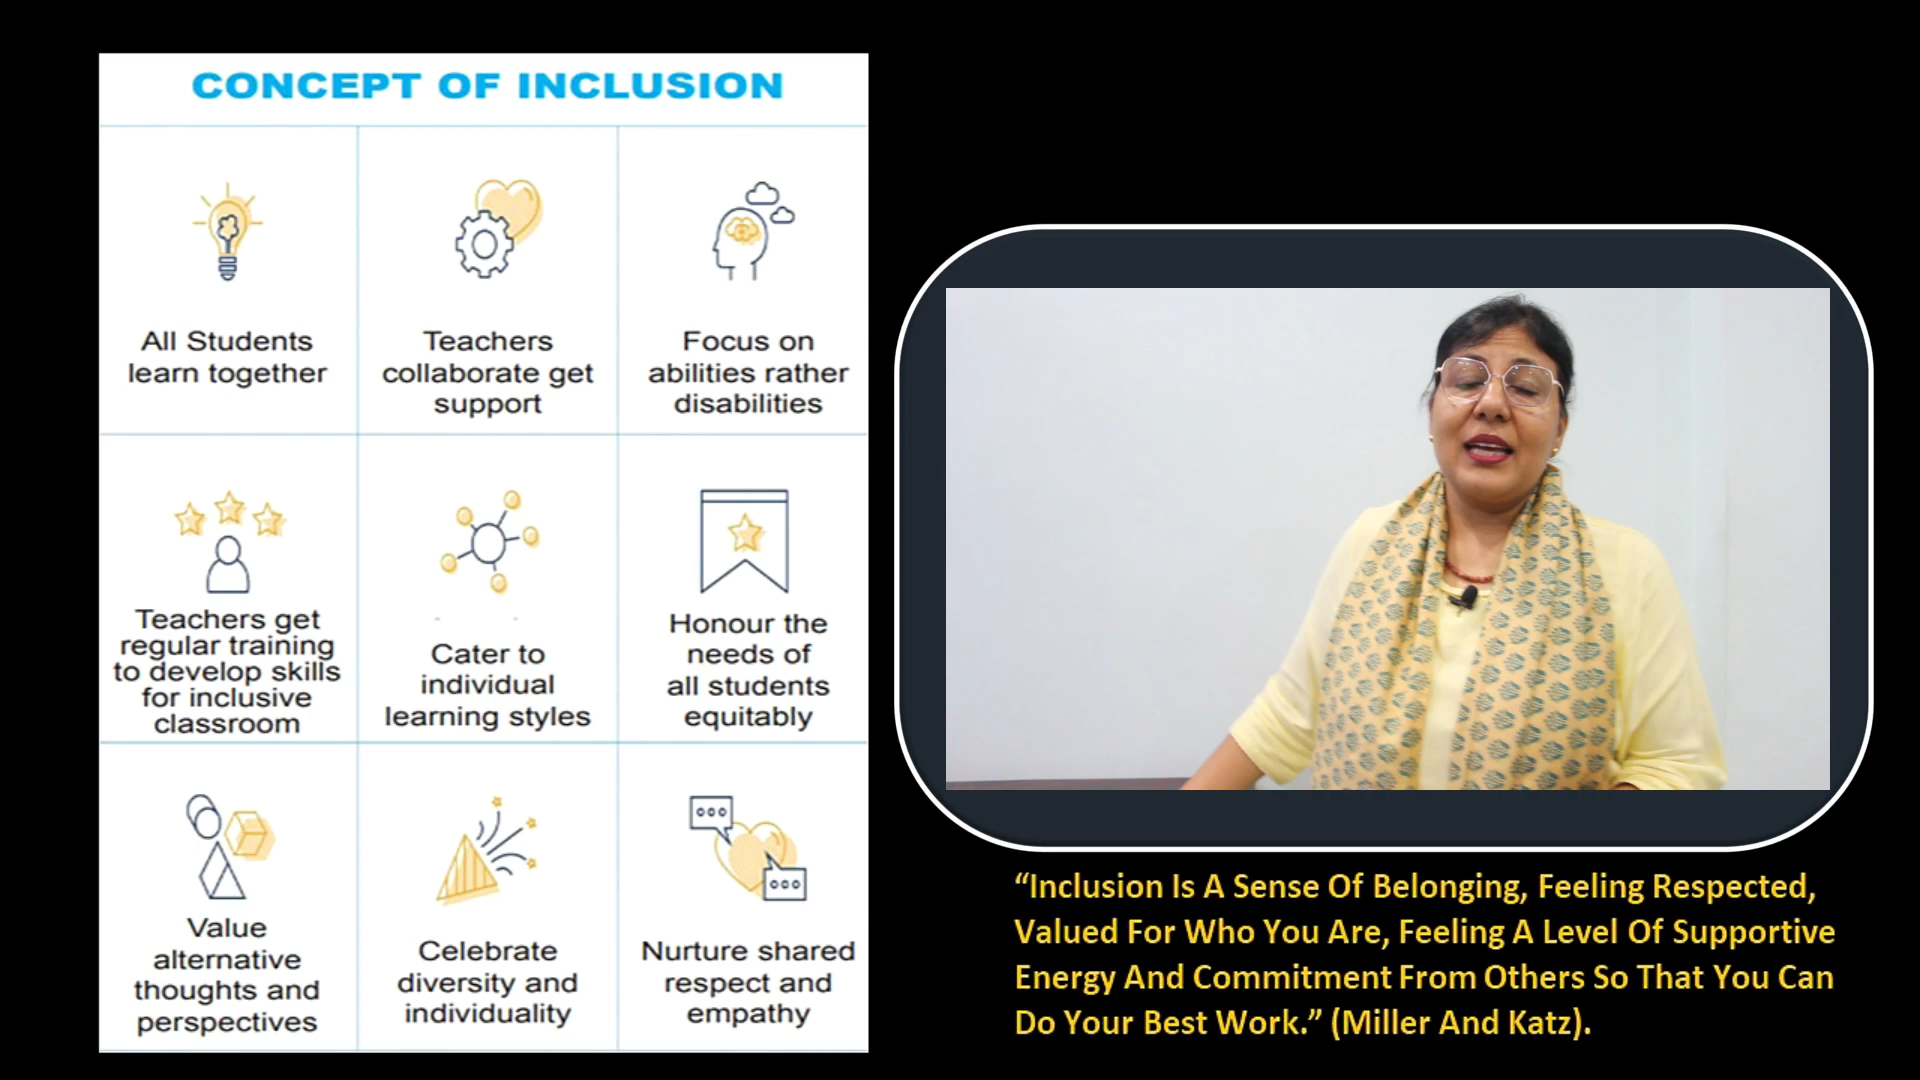 CONCEPT OF INCLUSION
All Students
learn together
Teachers
collaborate get
support
Focus on
abilities rather
disabilities
Teachers get
regular training
to develop skills
for inclusive
classroom
Cater to
individual
learning styles
Honour the
needs of
all students
equitably
Value
alternative
thoughts and
perspectives
Celebrate
diversity and
individuality
Nurture shared
respect and
empathy
“Inclusion Is A Sense Of Belonging, Feeling Respected,
Valued For Who You Are, Feeling A Level Of Supportive
Energy And Commitment From Others So That You Can
Do Your Best Work.” (Miller And Katz).